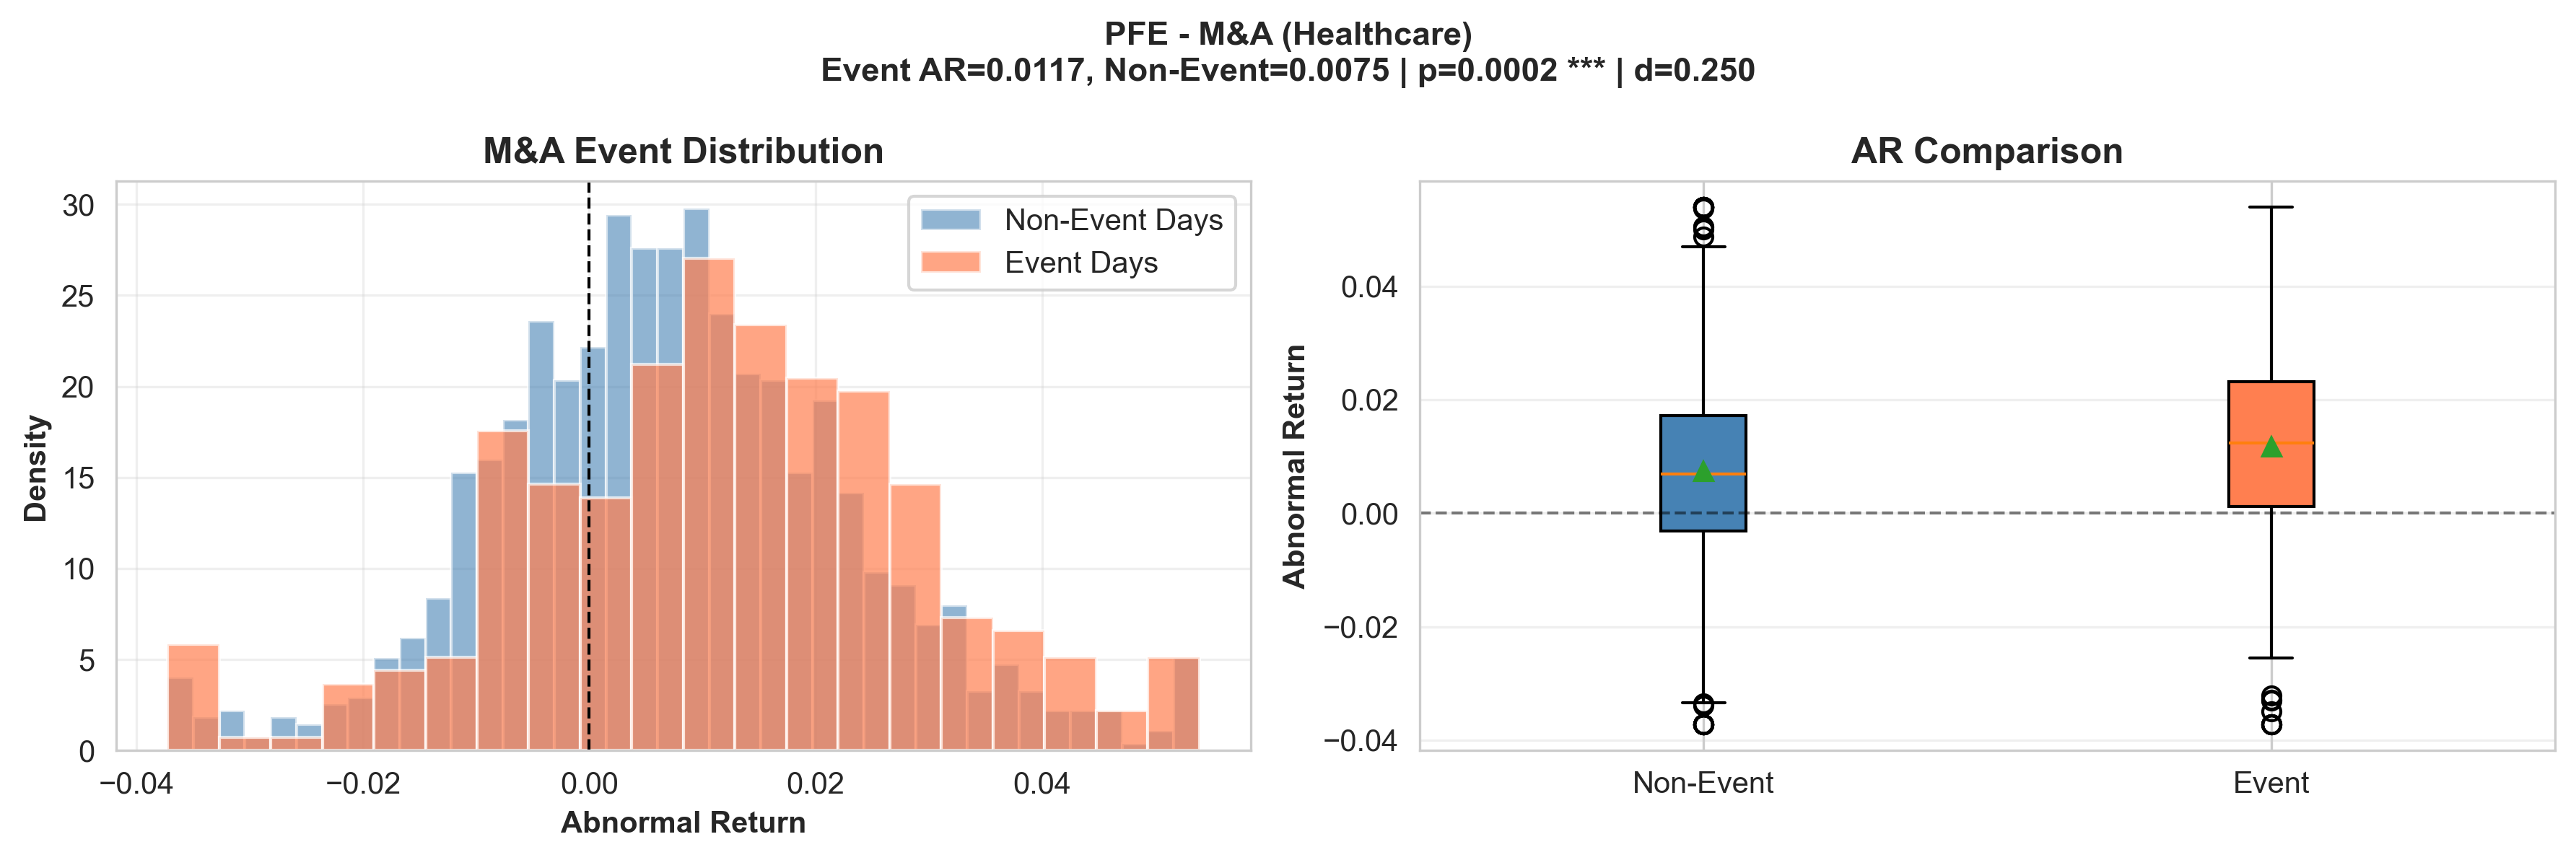 PFE - M&A (Healthcare)
Event AR=0.0117, Non-Event=0.0075 | p=0.0002 *** | d=0.250
M&A Event Distribution
30
25
20
15
10
5
0
Density
Non-Event Days
Event Days
−0.04
−0.02
0.00
0.02
0.04
Abnormal Return
AR Comparison
0.04
0.02
0.00
−0.02
−0.04
Abnormal Return
Non-Event
Event